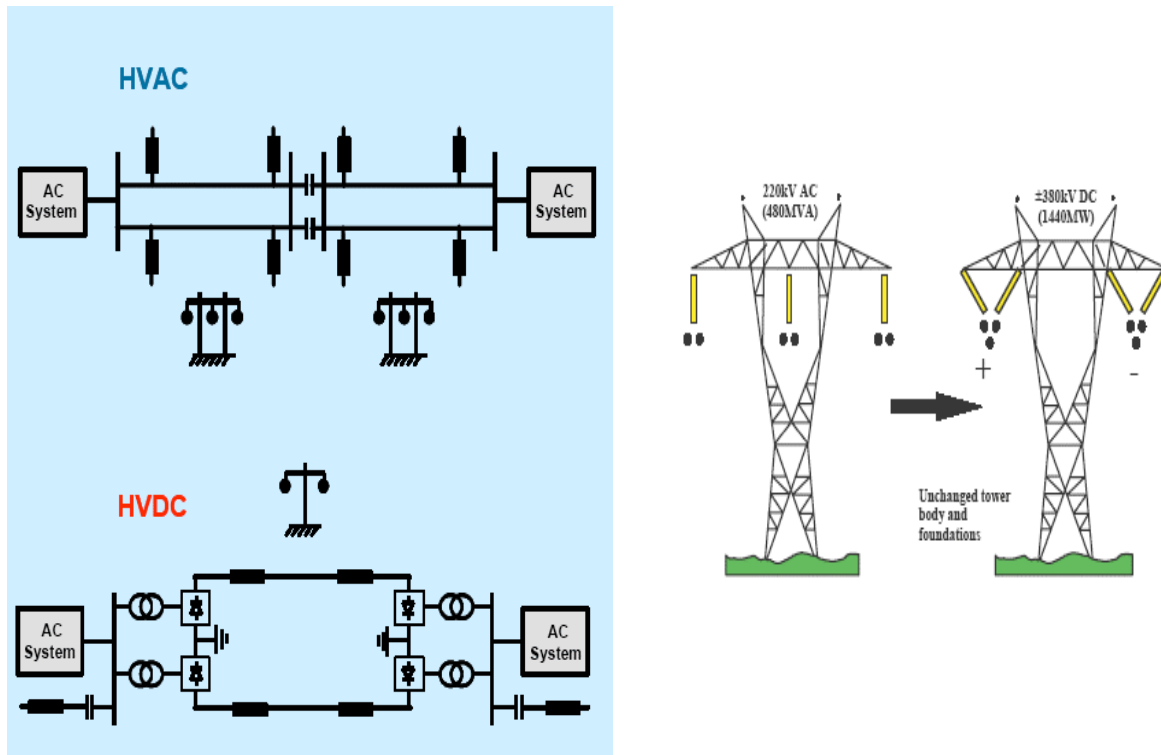 HVAC
AC
System
AC
System
HVDC
AC
System
AC
System
220kV AC
(480MVA)
±380kV DC
(1440MW)
+
-
Unchanged tower
body and
foundations